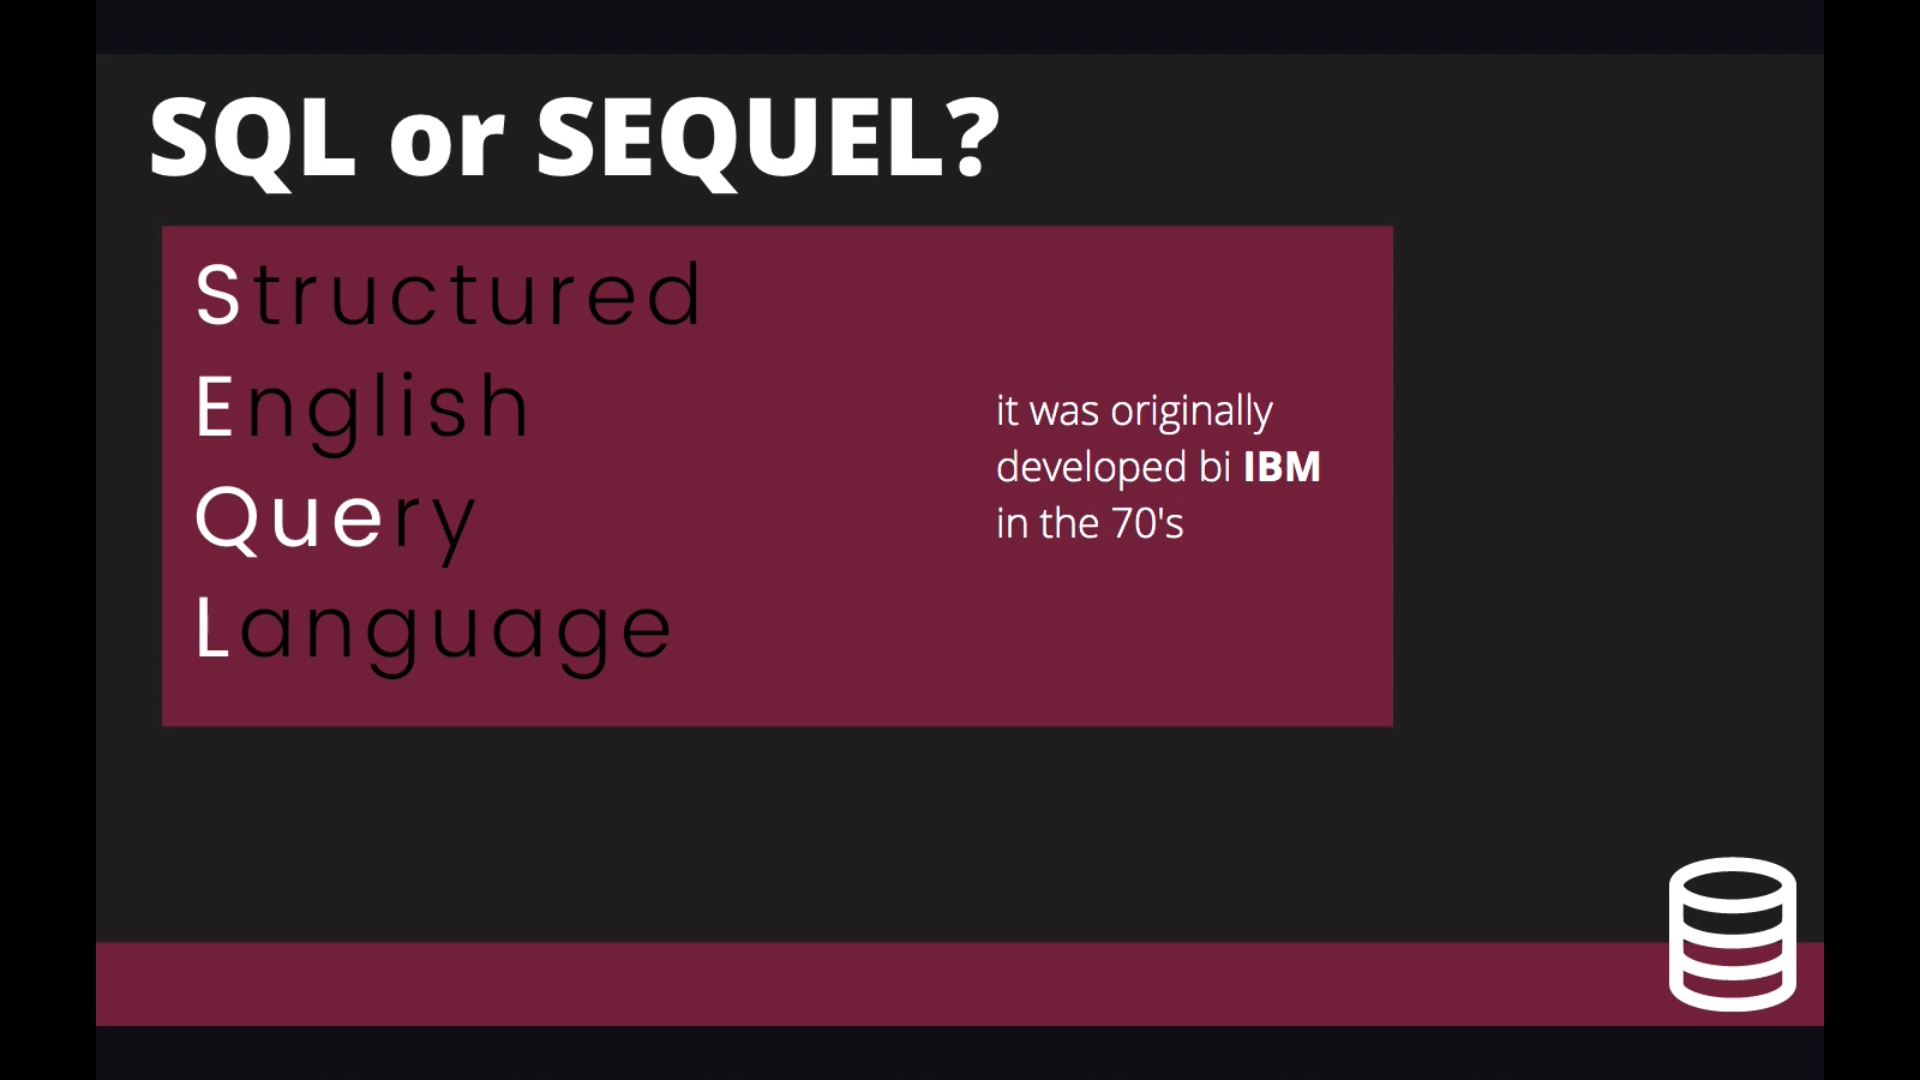 SQL or SEQUEL?
Structured
English
Query
Language
it was originally
developed bi IBM
in the 70's